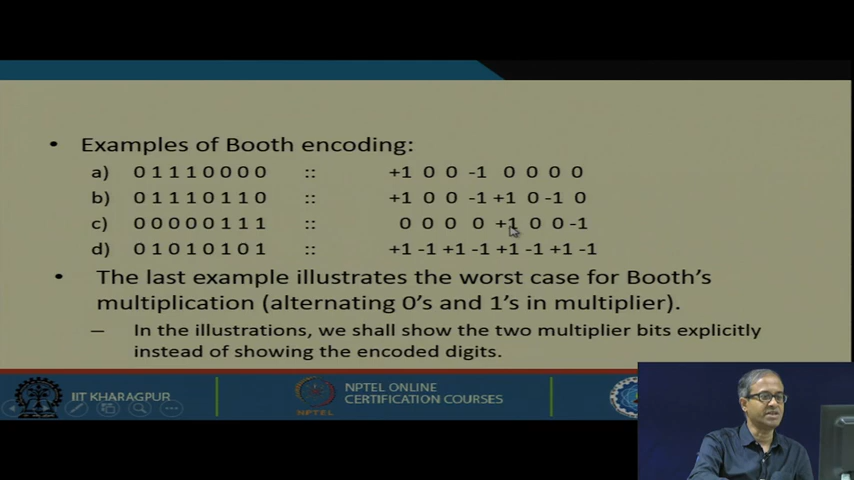 • Examples of Booth encoding:
a) 0 1 1 1 0 0 0 0 :: +1 0 0 -1 0 0 0 0
b) 0 1 1 1 0 1 1 0 :: +1 0 0 -1 +1 0 -1 0
c) 0 0 0 0 0 1 1 1 :: 0 0 0 0 +1 0 0 -1
d) 0 1 0 1 0 1 0 1 :: +1 -1 +1 -1 +1 -1 +1 -1
• The last example illustrates the worst case for Booth's
multiplication (alternating 0's and 1's in multiplier).
– In the illustrations, we shall show the two multiplier bits explicitly
instead of showing the encoded digits.
IIT KHARAGPUR
NPTEL
NPTEL ONLINE
CERTIFICATION COURSES